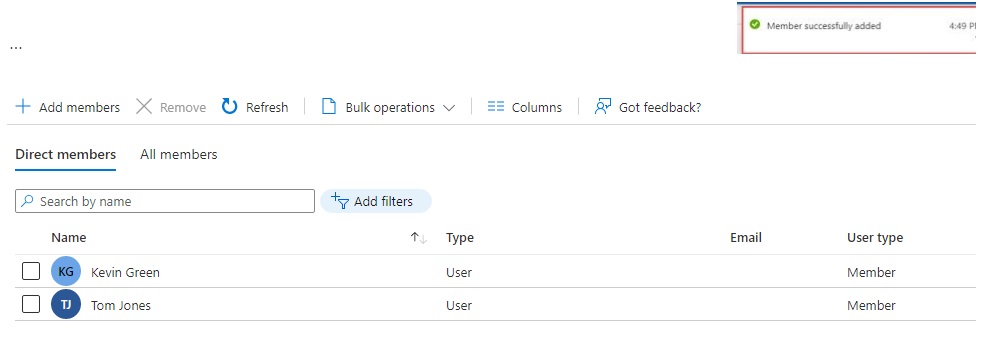 Member successfully added 4:49 P
...
Add members Remove Refresh Bulk operations Columns Got feedback?
Direct members All members
Search by name Add filters
Name Type Email User type
KG Kevin Green User Member
TJ Tom Jones User Member